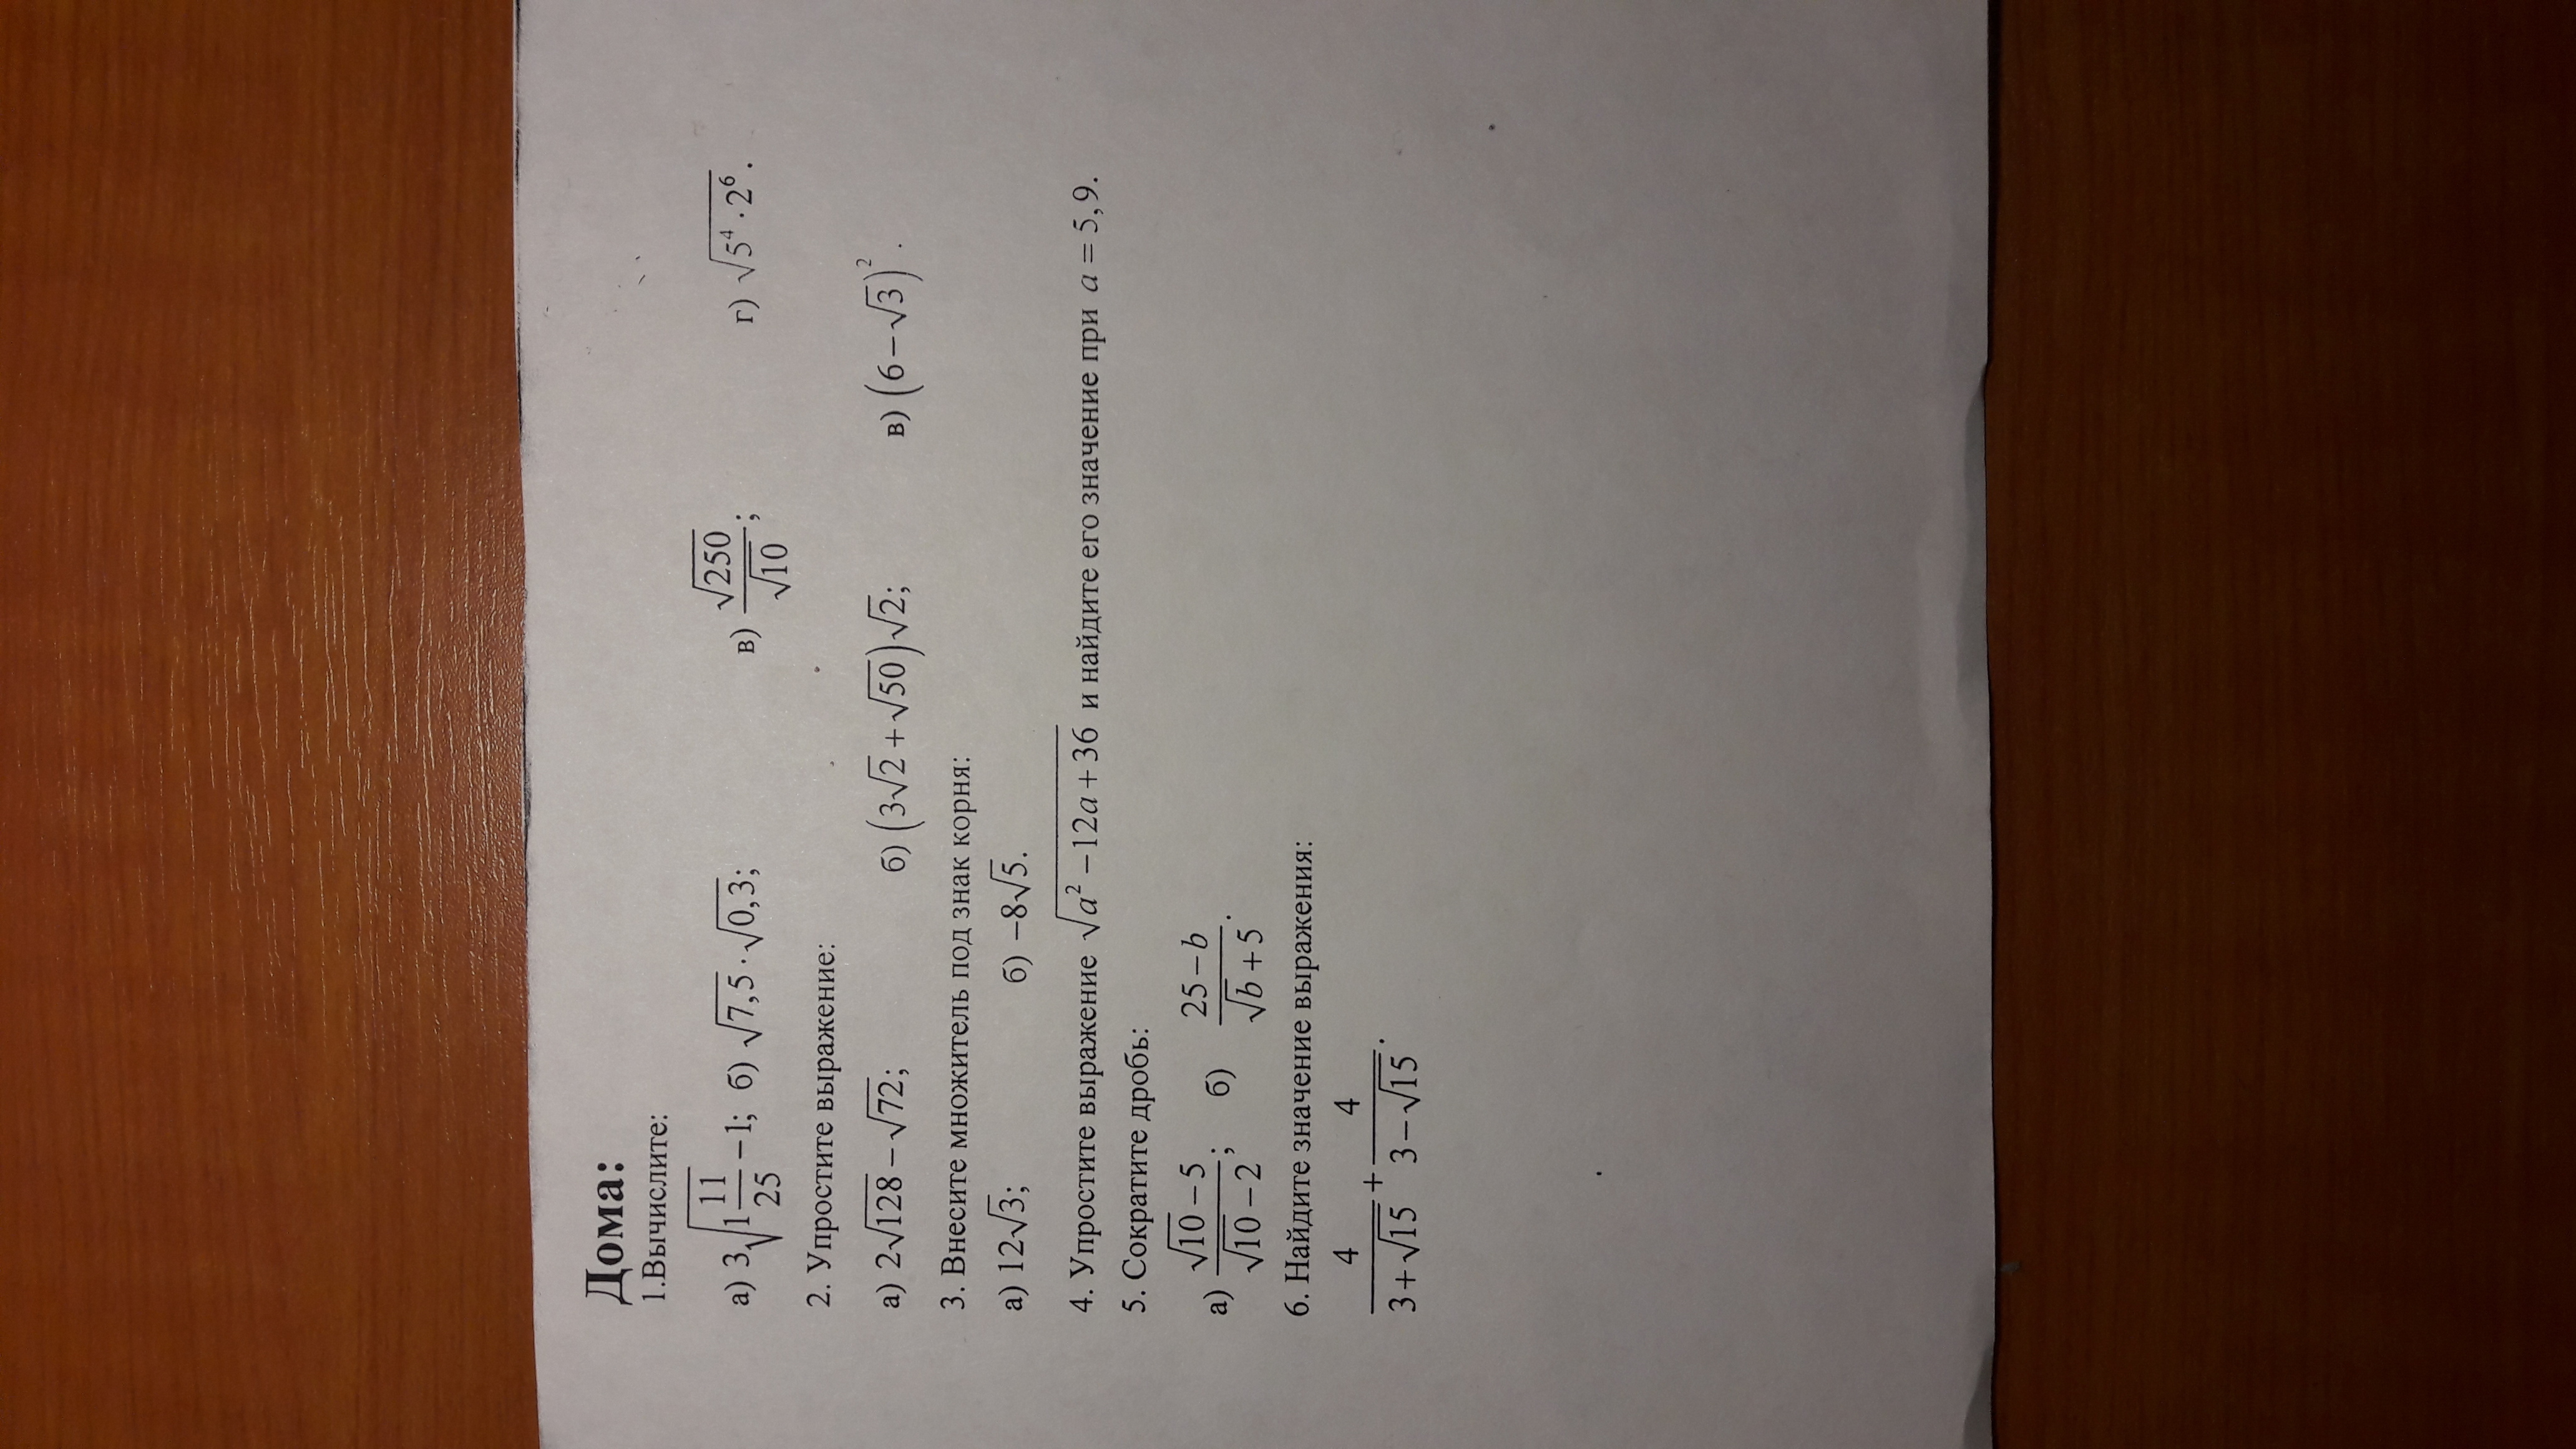 Дома:
1.Вычислите:
а) 3√(1 11/25) −1; б) √7,5 · √0,3; в) √250/√10; г) √(5⁴ · 2⁶).
2. Упростите выражение:
а) 2√128 − √72; б) (3√2 + √50)√2; в) (6 − √3)².
3. Внесите множитель под знак корня:
а) 12√3; б) −8√5.
4. Упростите выражение √(a² − 12a + 36) и найдите его значение при a = 5,9.
5. Сократите дробь:
а) (√10 − 5)/(√10 − 2); б) (25 − b)/(√b + 5).
6. Найдите значение выражения:
4/(3 + √15) + 4/(3 − √15).